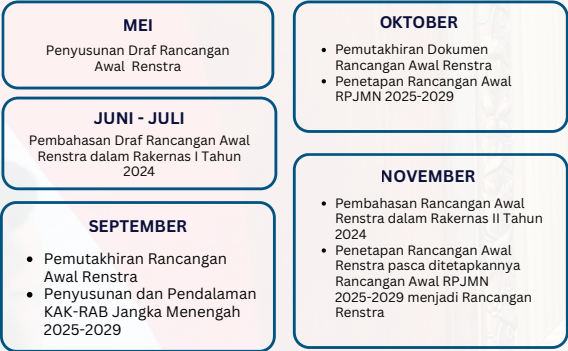 MEI
Penyusunan Draf Rancangan
Awal Renstra
JUNI - JULI
Pembahasan Draf Rancangan Awal
Renstra dalam Rakernas I Tahun
2024
SEPTEMBER
• Pemutakhiran Rancangan
Awal Renstra
• Penyusunan dan Pendalaman
KAK-RAB Jangka Menengah
2025-2029
OKTOBER
• Pemutakhiran Dokumen
Rancangan Awal Renstra
• Penetapan Rancangan Awal
RPJMN 2025-2029
NOVEMBER
• Pembahasan Rancangan Awal
Renstra dalam Rakernas II Tahun
2024
• Penetapan Rancangan Awal
Renstra pasca ditetapkannya
Rancangan Awal RPJMN
2025-2029 menjadi Rancangan
Renstra